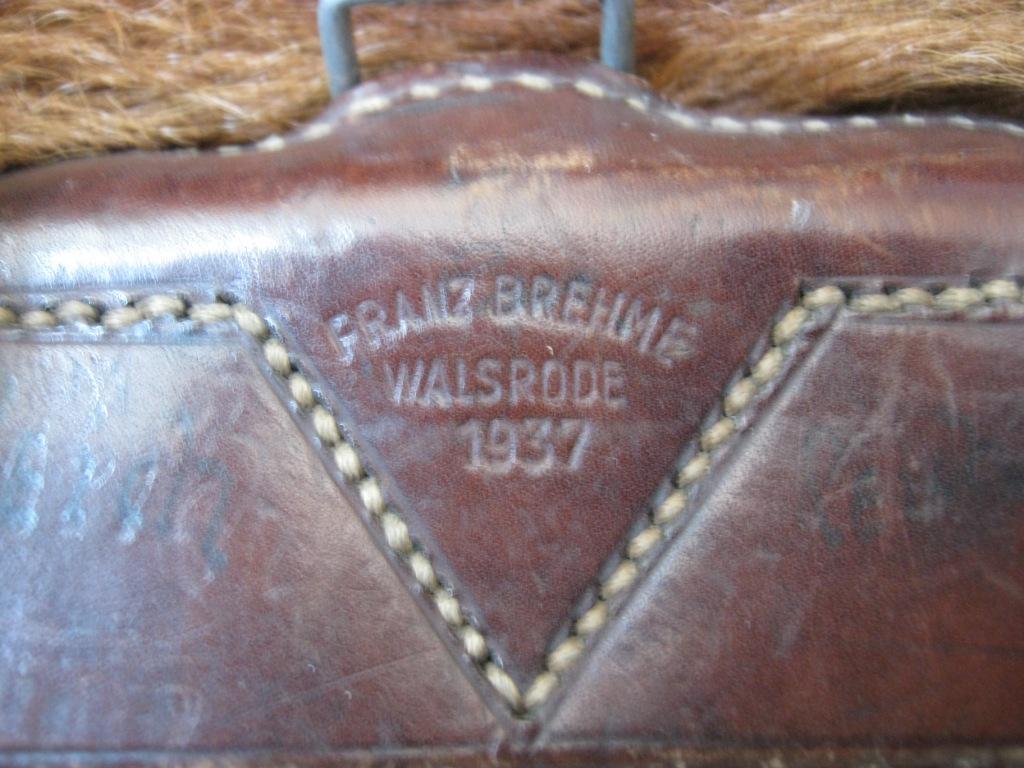 FRANZ BREHME
WALSRODE
1937